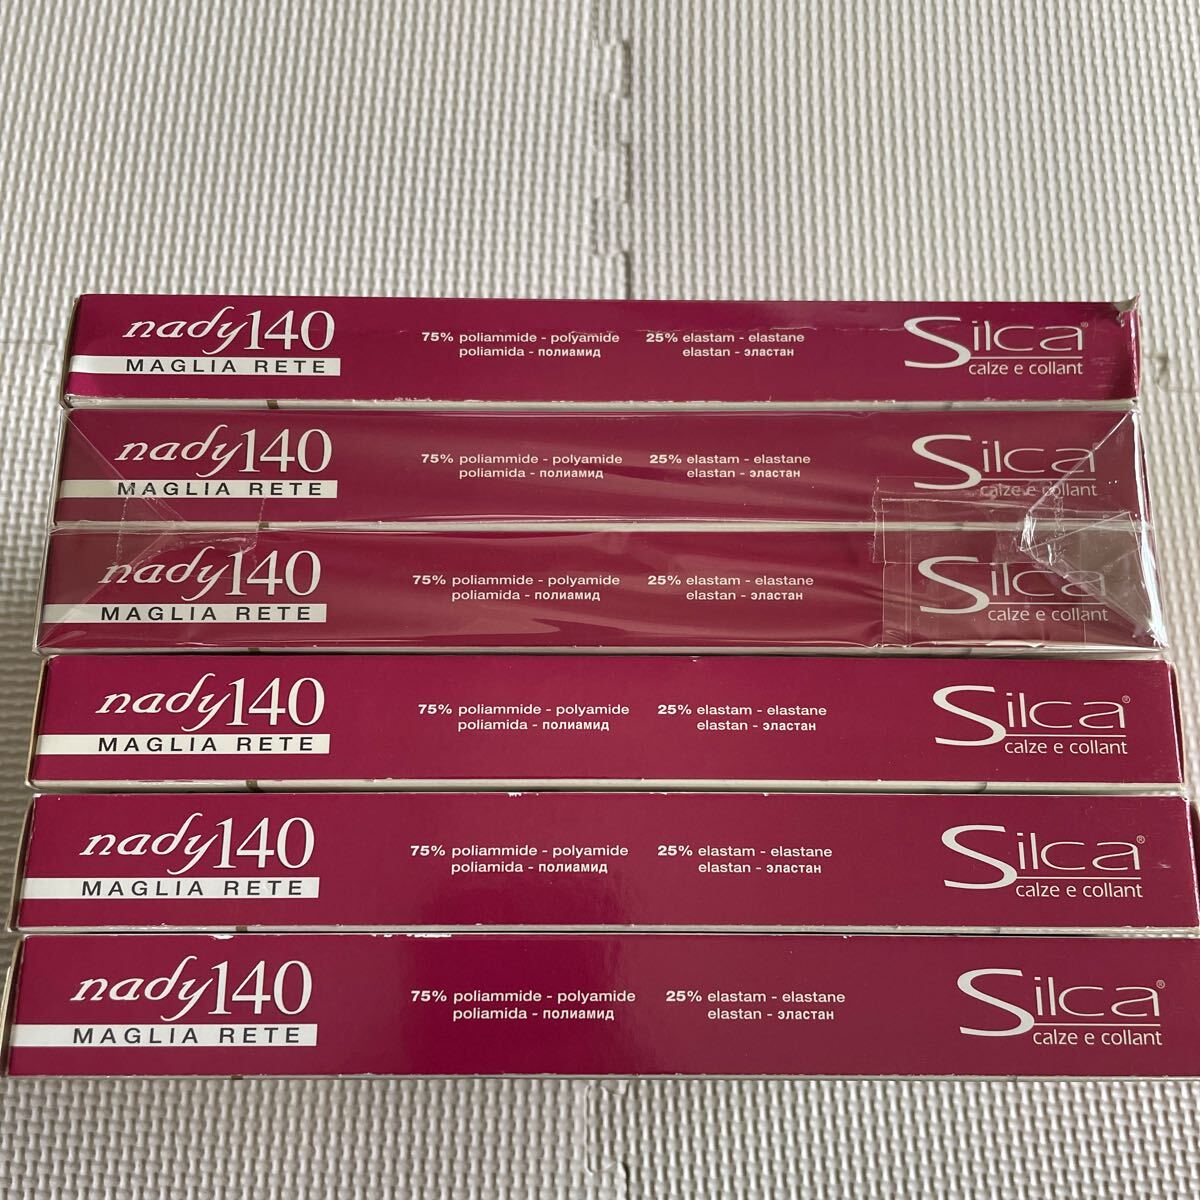 nady140
MAGLIA RETE
75% poliammide - polyamide
poliamida - полиамид
25% elastam - elastane
elastan - эластан
Silca®
calze e collant
nady140
MAGLIA RETE
75% poliammide - polyamide
poliamida - полиамид
25% elastam - elastane
elastan - эластан
Silca
calze e collant
nady140
MAGLIA RETE
75% poliammide - polyamide
poliamida - полиамид
25% elastam - elastane
elastan - эластан
Silca
calze e collant
nady140
MAGLIA RETE
75% poliammide - polyamide
poliamida - полиамид
25% elastam - elastane
elastan - эластан
Silca®
calze e collant
nady140
MAGLIA RETE
75% poliammide - polyamide
poliamida - полиамид
25% elastam - elastane
elastan - эластан
Silca®
calze e collant
nady140
MAGLIA RETE
75% poliammide - polyamide
poliamida - полиамид
25% elastam - elastane
elastan - эластан
Silca®
calze e collant